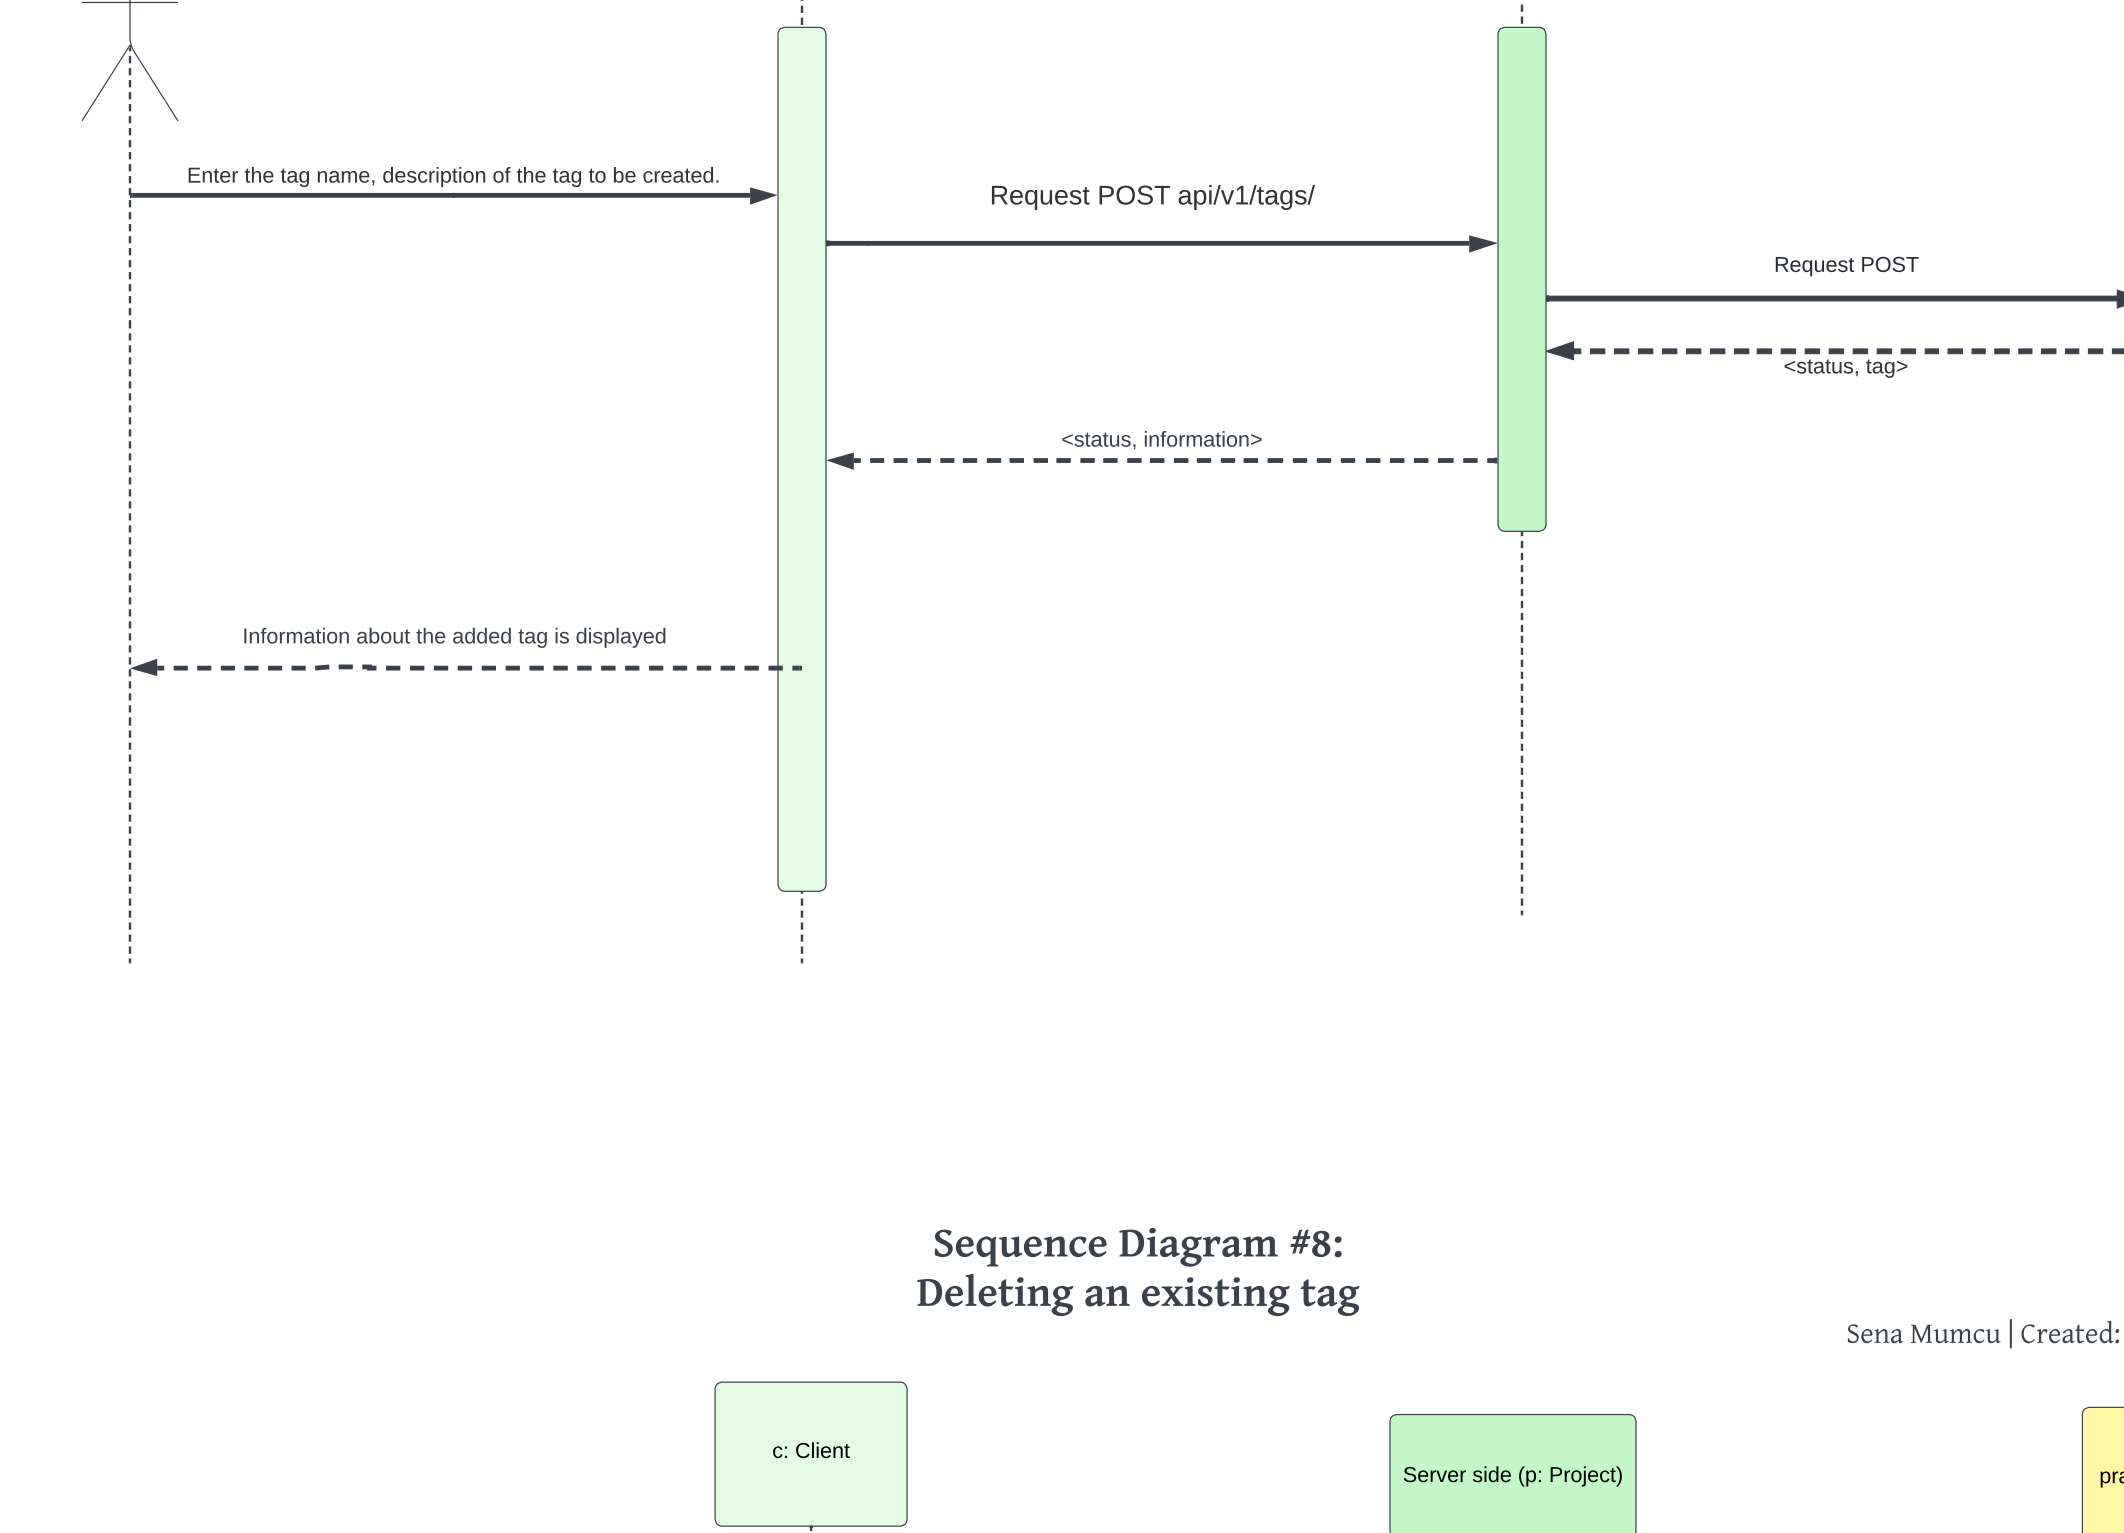 Enter the tag name, description of the tag to be created.
Request POST api/v1/tags/
Request POST
<status, tag>
<status, information>
Information about the added tag is displayed
Sequence Diagram #8:
Deleting an existing tag
Sena Mumcu | Created:
c: Client
Server side (p: Project)